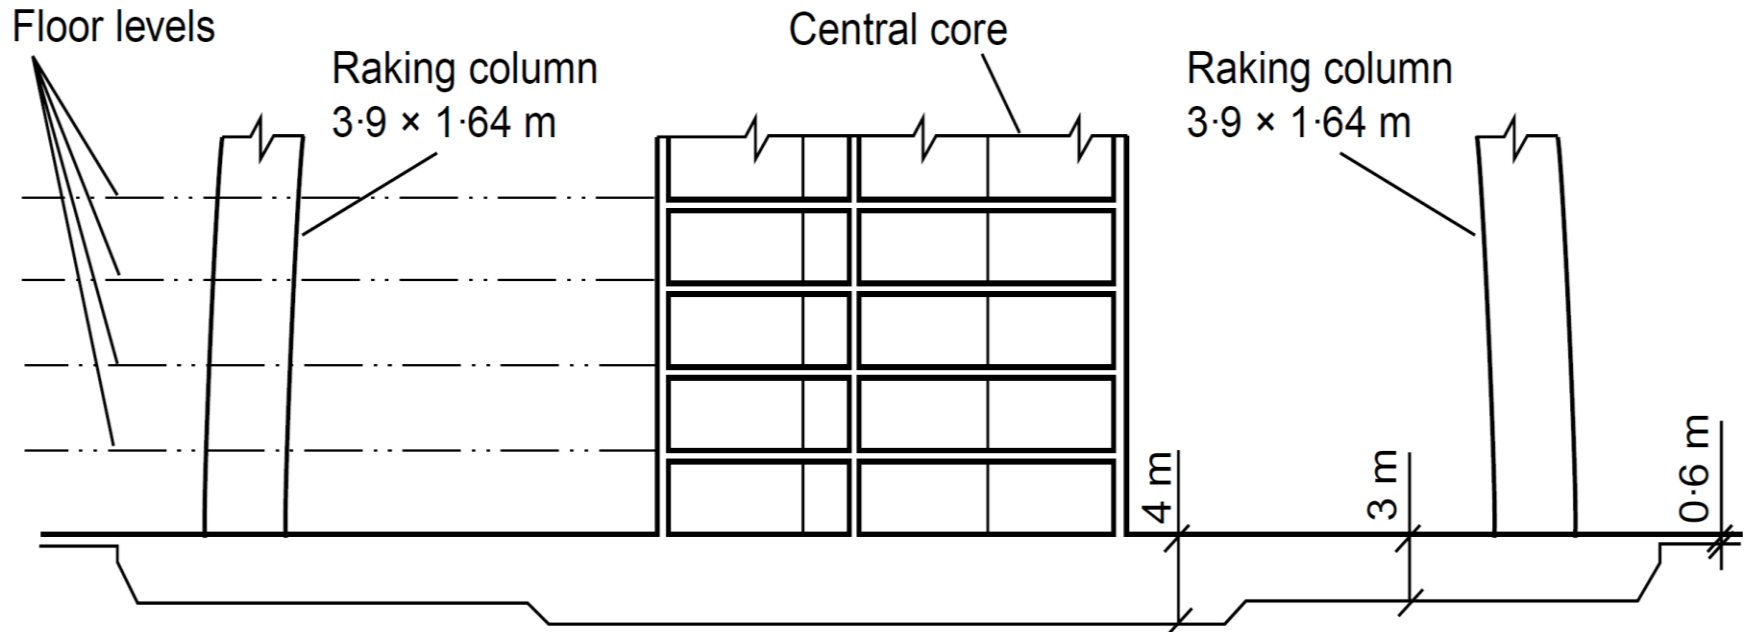 Floor levels
Raking column
3·9 × 1·64 m
Central core
Raking column
3·9 × 1·64 m
4 m
3 m
0·6 m